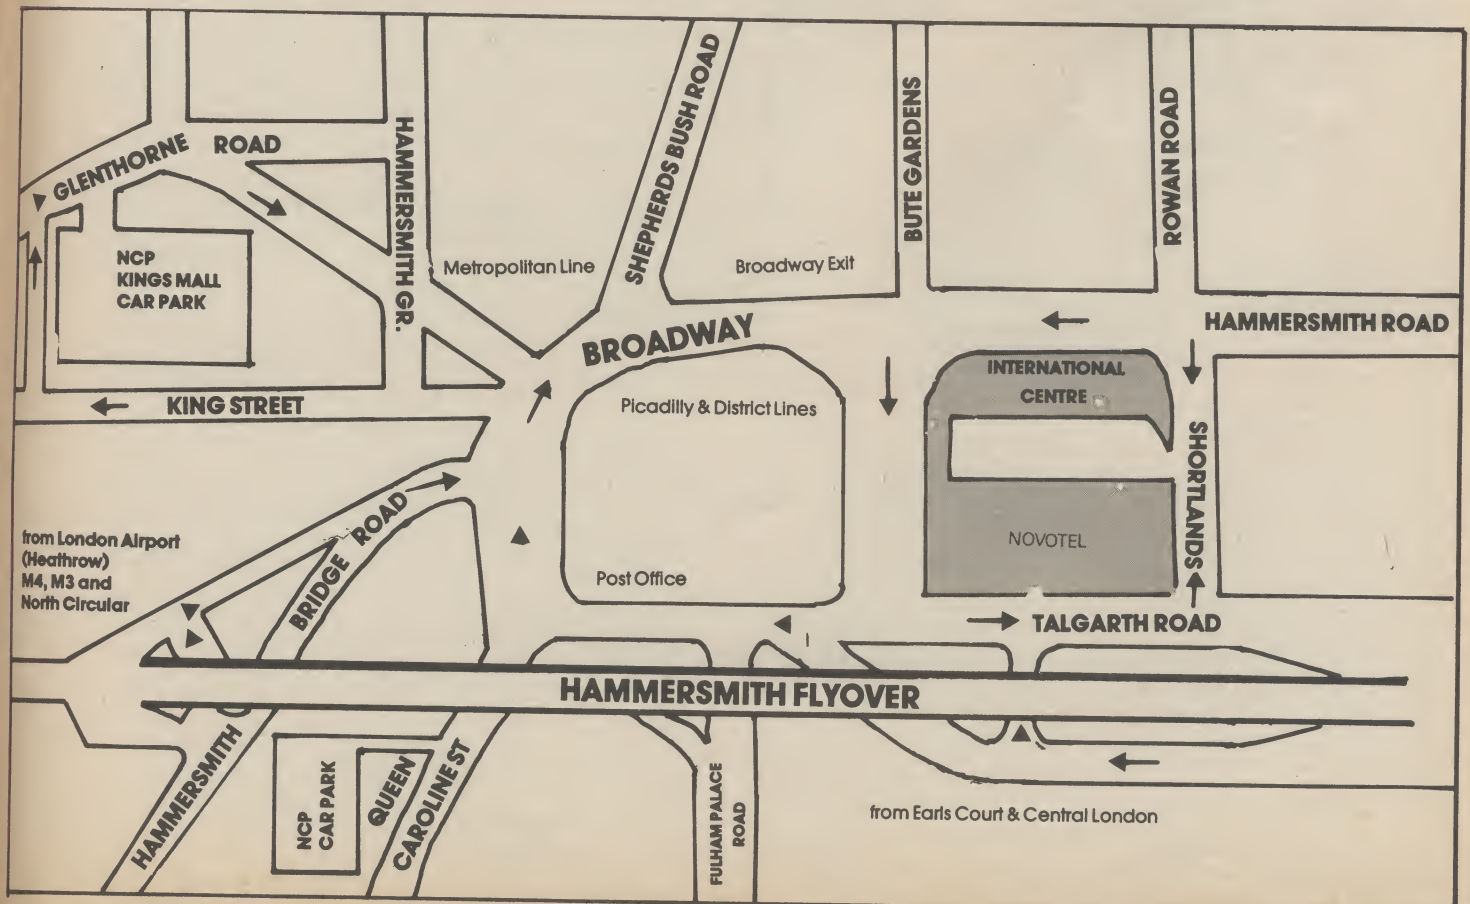 GLENTHORNE ROAD
HAMMERSMITH GR.
SHEPHERDS BUSH ROAD
BUTE GARDENS
ROWAN ROAD
NCP
KINGS MALL
CAR PARK
Metropolitan Line
Broadway Exit
BROADWAY
HAMMERSMITH ROAD
KING STREET
Picadilly & District Lines
INTERNATIONAL
CENTRE
SHORTLANDS
from London Airport
(Heathrow)
M4, M3 and
North Circular
BRIDGE ROAD
Post Office
NOVOTEL
TALGARTH ROAD
HAMMERSMITH FLYOVER
HAMMERSMITH
NCP
CAR PARK
QUEEN
CAROLINE ST
FULHAM PALACE
ROAD
from Earls Court & Central London